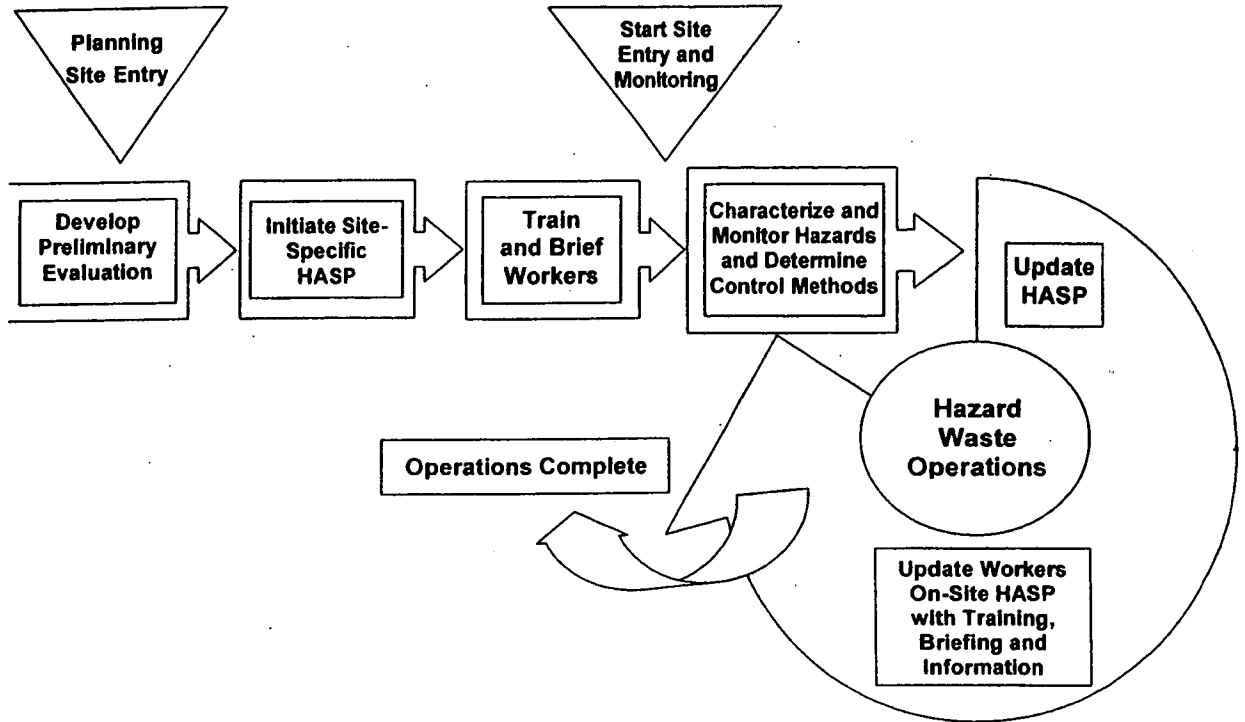 Planning
Site Entry
Start Site
Entry and
Monitoring
Develop
Preliminary
Evaluation
Initiate Site-
Specific
HASP
Train
and Brief
Workers
Characterize and
Monitor Hazards
and Determine
Control Methods
Update
HASP
Hazard
Waste
Operations
Operations Complete
Update Workers
On-Site HASP
with Training,
Briefing and
Information